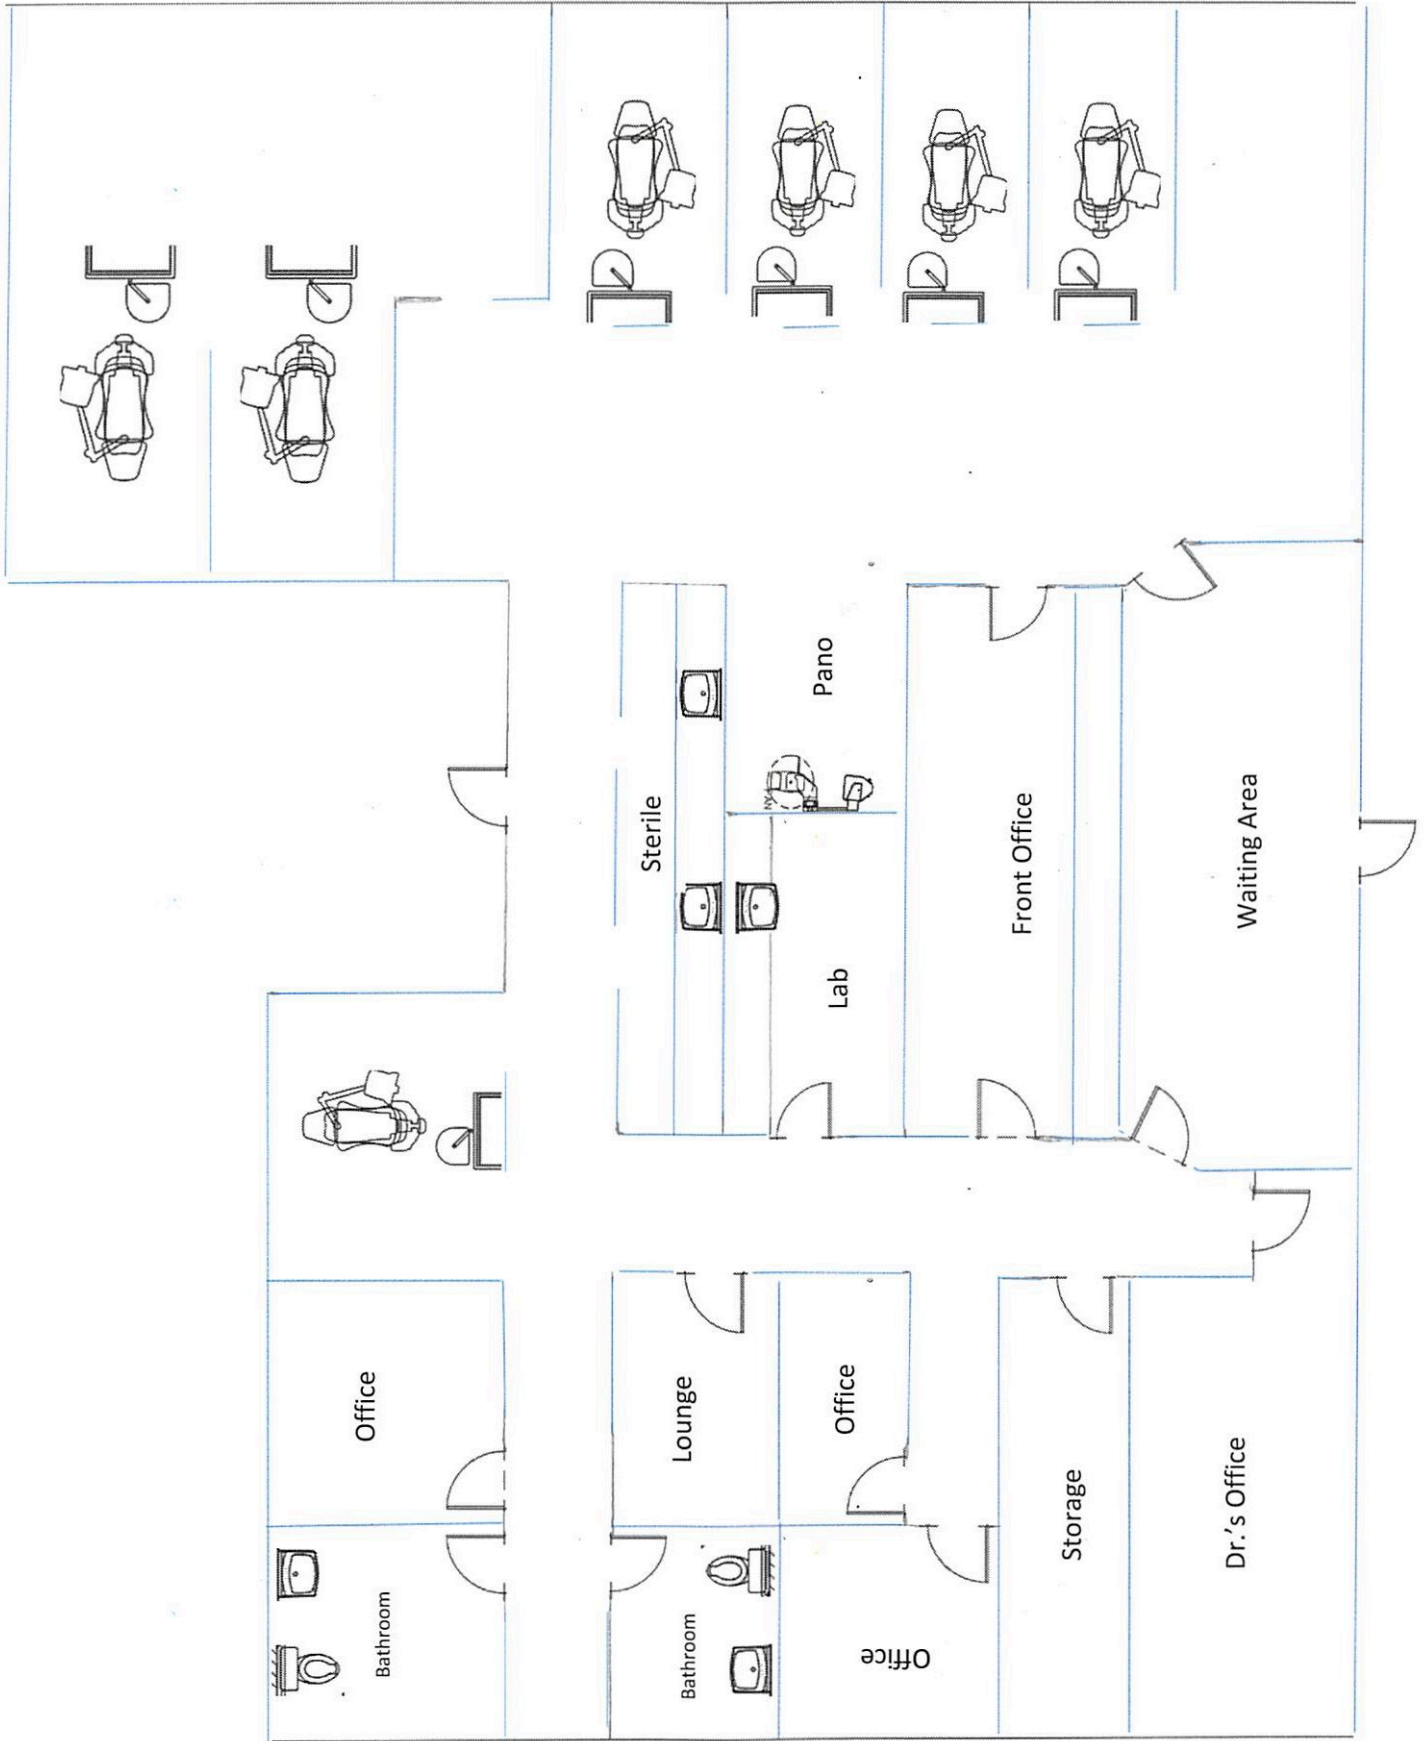 Pano
Sterile
Front Office
Waiting Area
Lab
Office
Lounge
Office
Storage
Dr.'s Office
Bathroom
Bathroom
Office